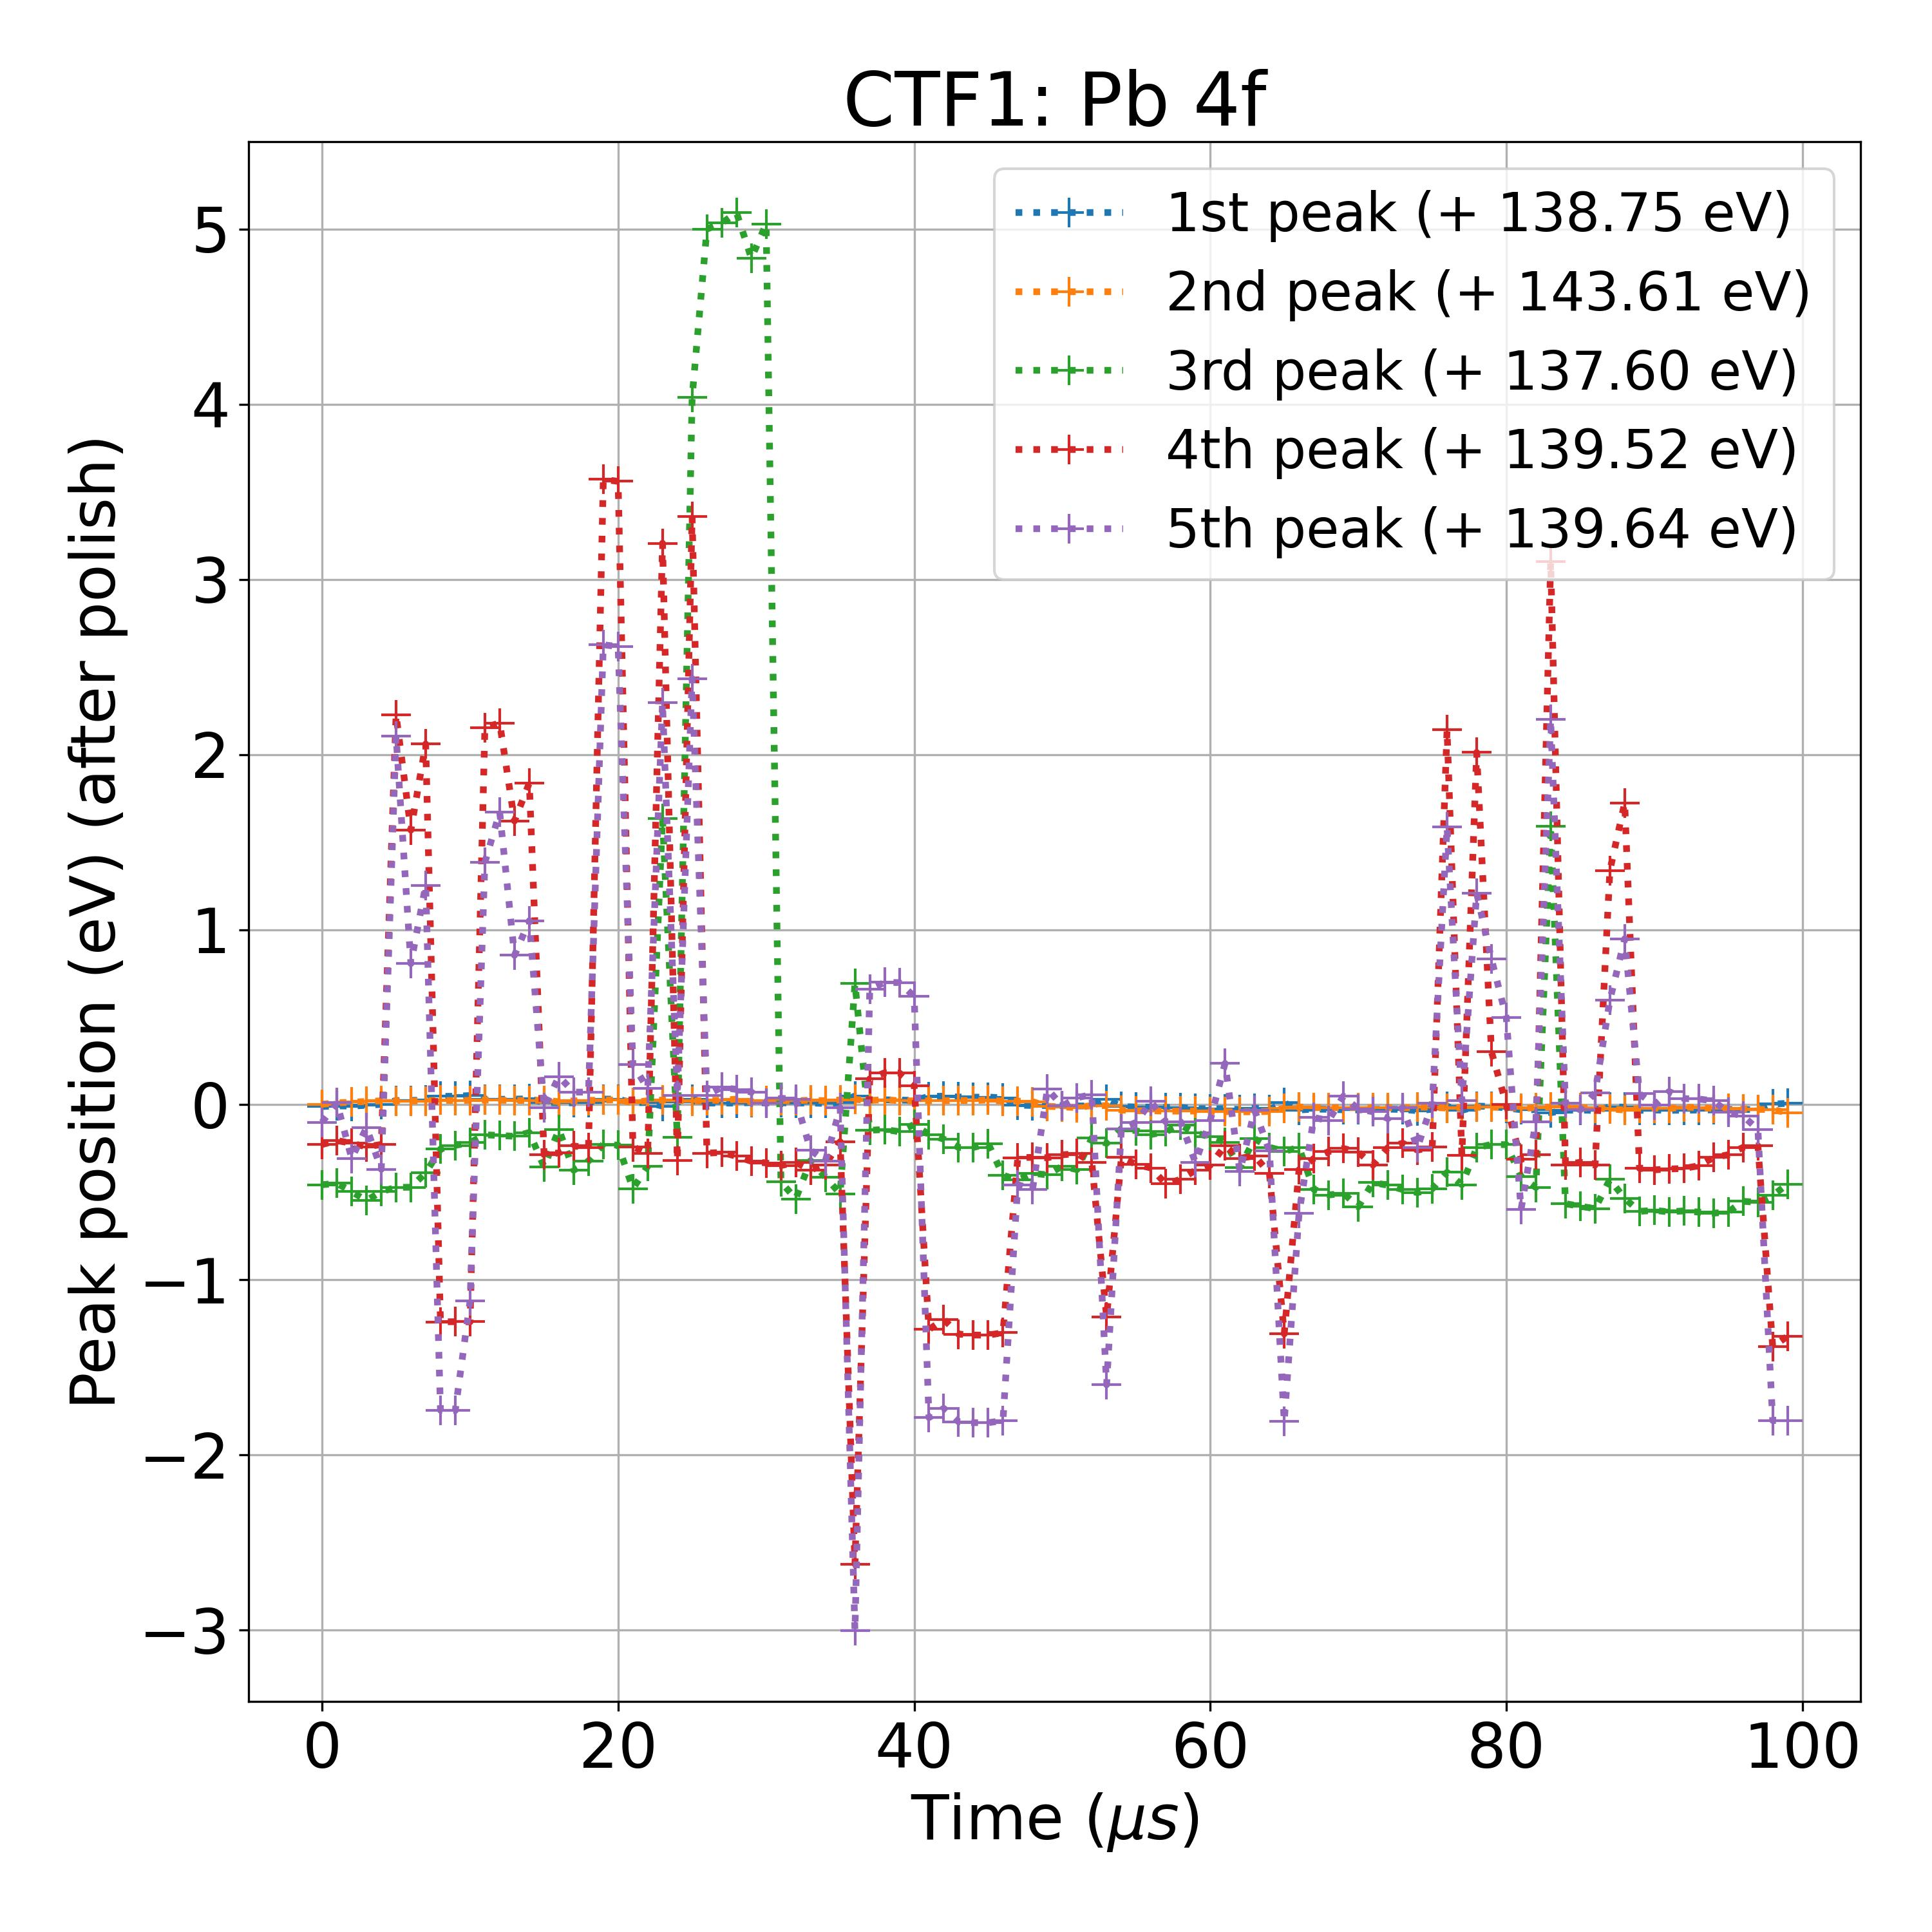 CTF1: Pb 4f
1st peak (+ 138.75 eV)
2nd peak (+ 143.61 eV)
3rd peak (+ 137.60 eV)
4th peak (+ 139.52 eV)
5th peak (+ 139.64 eV)
Peak position (eV) (after polish)
5
4
3
2
1
0
−1
−2
−3
0 20 40 60 80 100
Time (μs)